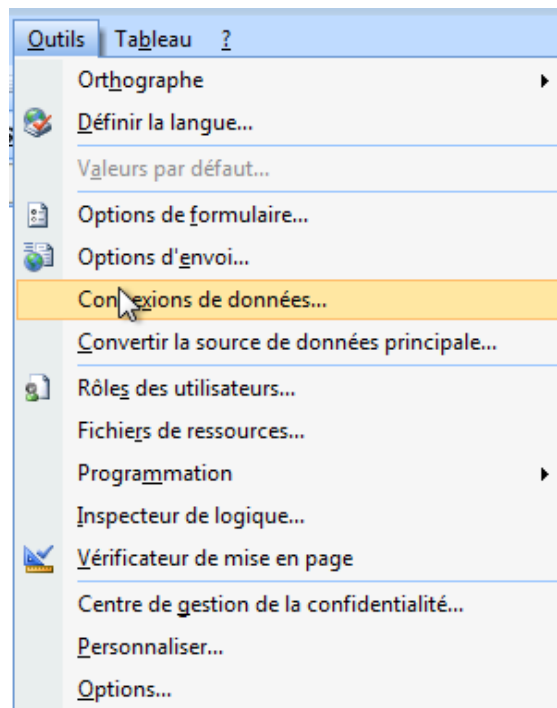 Outils Tableau ?
Orthographe
Définir la langue...
Valeurs par défaut...
Options de formulaire...
Options d'envoi...
Connexions de données...
Convertir la source de données principale...
Rôles des utilisateurs...
Fichiers de ressources...
Programmation
Inspecteur de logique...
Vérificateur de mise en page
Centre de gestion de la confidentialité...
Personnaliser...
Options...